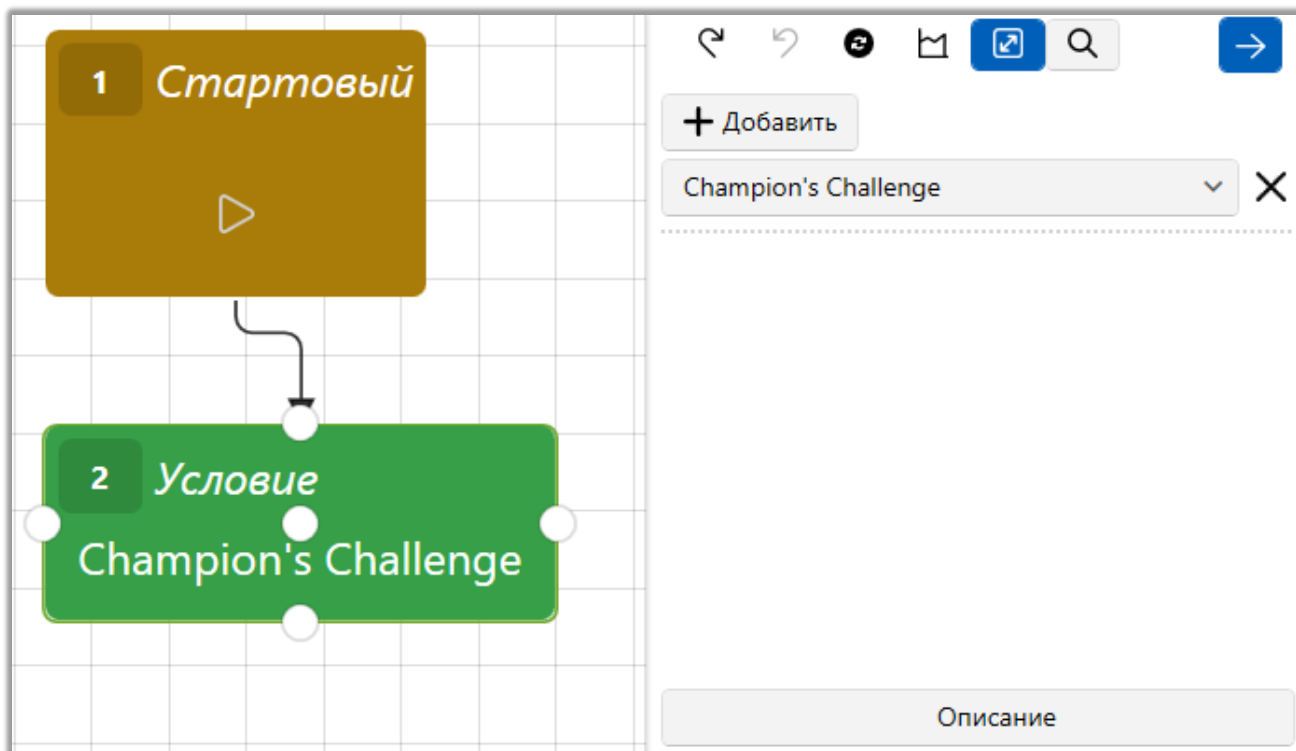 1 Стартовый
2 Условие
Champion's Challenge
Добавить
Champion's Challenge
Описание